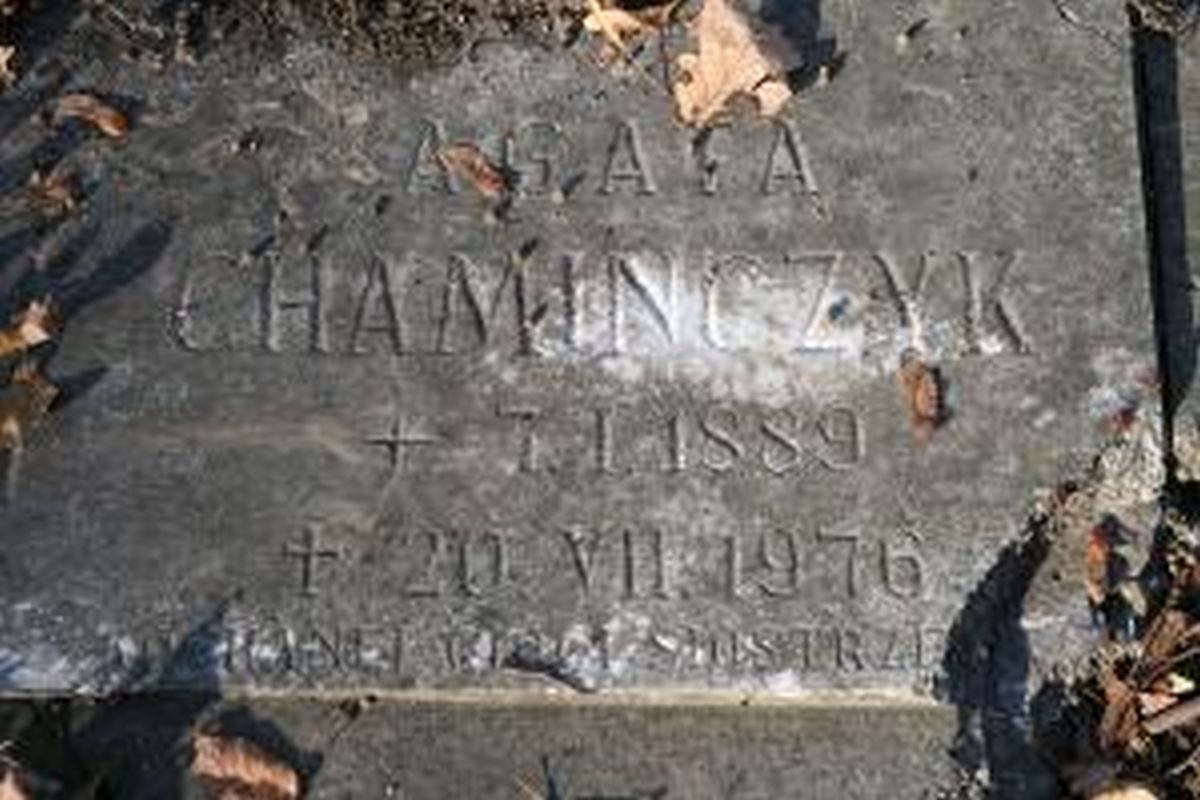 AGATA
CHAMINCZYK
+ 7. I. 1889
+ 20. VII. 1976
SIOSTRZE